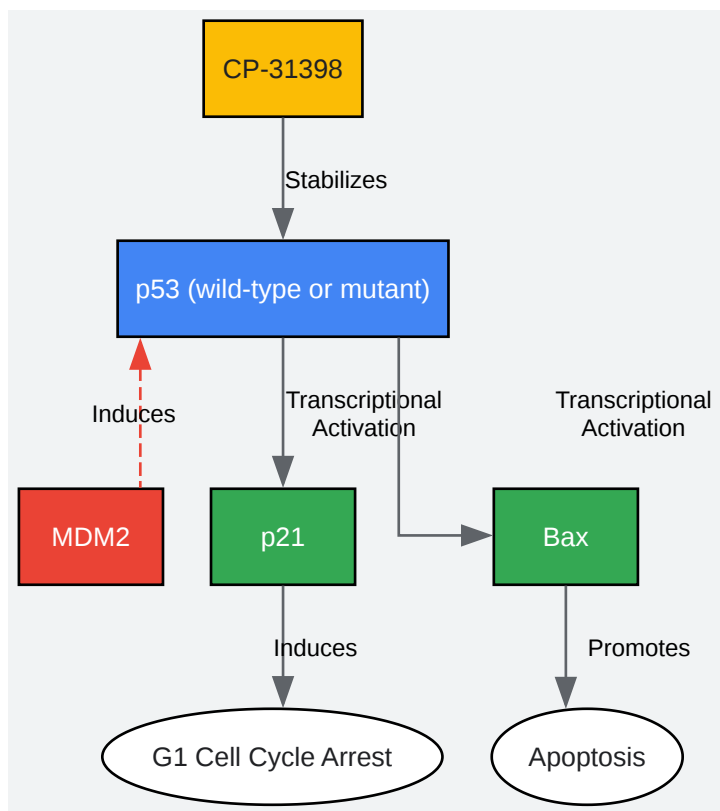 CP-31398
Stabilizes
p53 (wild-type or mutant)
Induces
Transcriptional
Activation
Transcriptional
Activation
MDM2
p21
Bax
Induces
Promotes
G1 Cell Cycle Arrest
Apoptosis